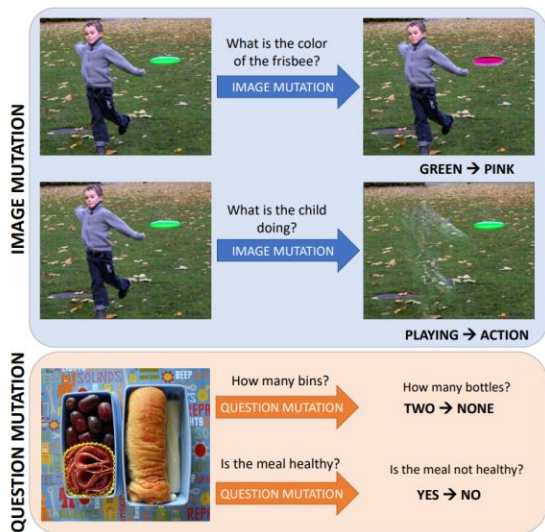 IMAGE MUTATION
What is the color
of the frisbee?
IMAGE MUTATION
GREEN → PINK
What is the child
doing?
IMAGE MUTATION
PLAYING → ACTION
QUESTION MUTATION
SOUNDS
BEEP
How many bins?
QUESTION MUTATION
How many bottles?
TWO → NONE
Is the meal healthy?
QUESTION MUTATION
Is the meal not healthy?
YES → NO